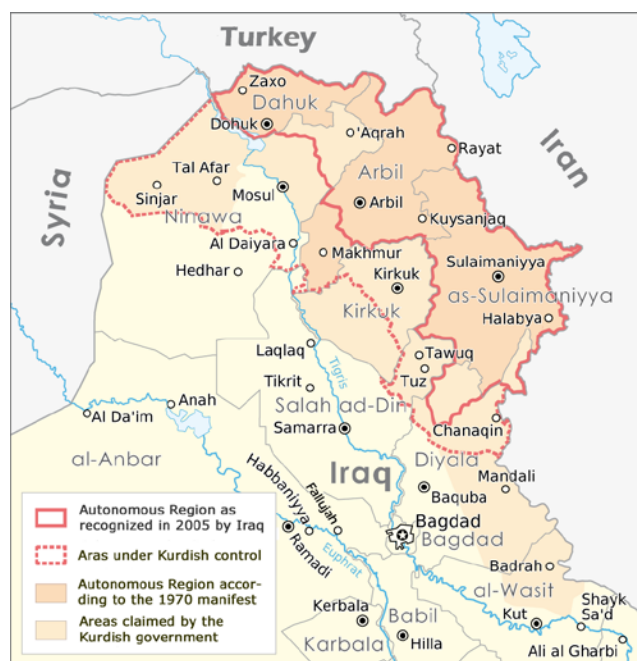 Turkey
Zaxo
Dahuk
Dohuk
'Aqrah
Rayat
Iran
Arbil
Arbil
Tal Afar
Sinjar
Mosul
Ninawa
Kuysanjaq
Syria
Al Daiyara
Makhmur
Hedhar
Kirkuk
Sulaimaniyya
as-Sulaimaniyya
Kirkuk
Halabya
Laqlaq
Tigris
Tawuq
Tuz
Tikrit
Salah ad-Din
Anah
Al Da'im
Samarra
Chanaqin
al-Anbar
Iraq
Diyala
Mandali
Habbaniyya
Fallujah
Baquba
Bagdad
Bagdad
Ramadi
Euphrat
Badrah
al-Wasit
Kerbala
Babil
Kut
Shayk
Sa'd
Karbala
Hilla
Ali al Gharbi
Autonomous Region as
recognized in 2005 by Iraq
Aras under Kurdish control
Autonomous Region accor-
ding to the 1970 manifest
Areas claimed by the
Kurdish government